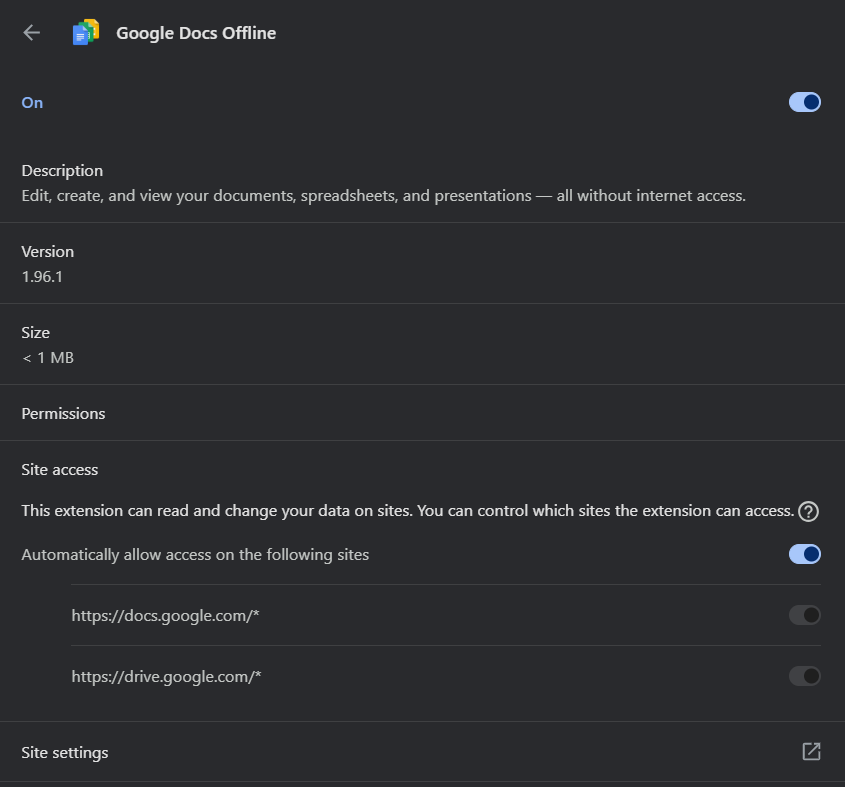 Google Docs Offline
On
Description
Edit, create, and view your documents, spreadsheets, and presentations — all without internet access.
Version
1.96.1
Size
< 1 MB
Permissions
Site access
This extension can read and change your data on sites. You can control which sites the extension can access.
Automatically allow access on the following sites
https://docs.google.com/*
https://drive.google.com/*
Site settings